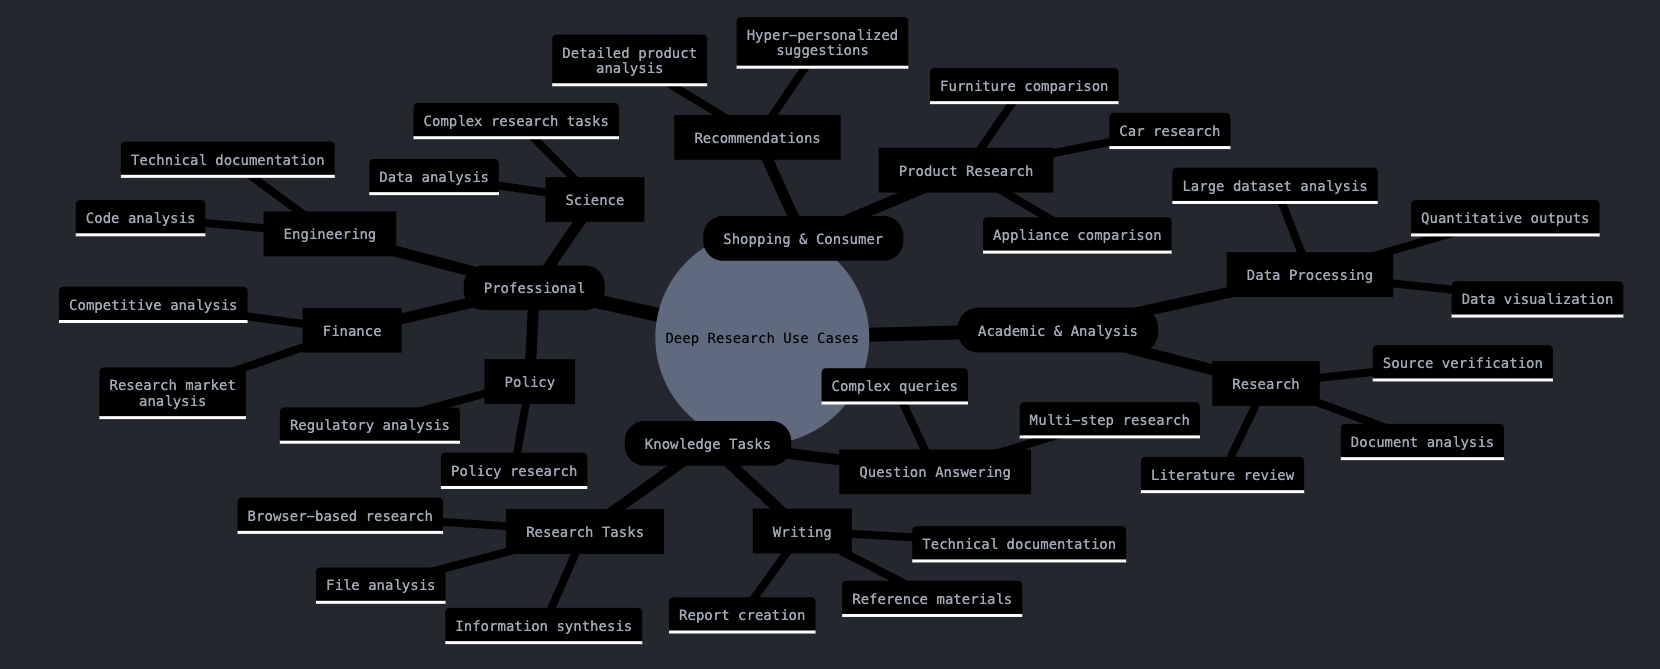 Hyper–personalized
suggestions
Detailed product
analysis
Furniture comparison
Complex research tasks
Car research
Recommendations
Technical documentation
Product Research
Data analysis
Large dataset analysis
Science
Code analysis
Quantitative outputs
Engineering
Shopping & Consumer
Appliance comparison
Data Processing
Professional
Data visualization
Competitive analysis
Finance
Academic & Analysis
Deep Research Use Cases
Source verification
Policy
Research
Research market
analysis
Complex queries
Multi–step research
Regulatory analysis
Document analysis
Knowledge Tasks
Policy research
Question Answering
Literature review
Browser–based research
Research Tasks
Writing
Technical documentation
File analysis
Reference materials
Report creation
Information synthesis